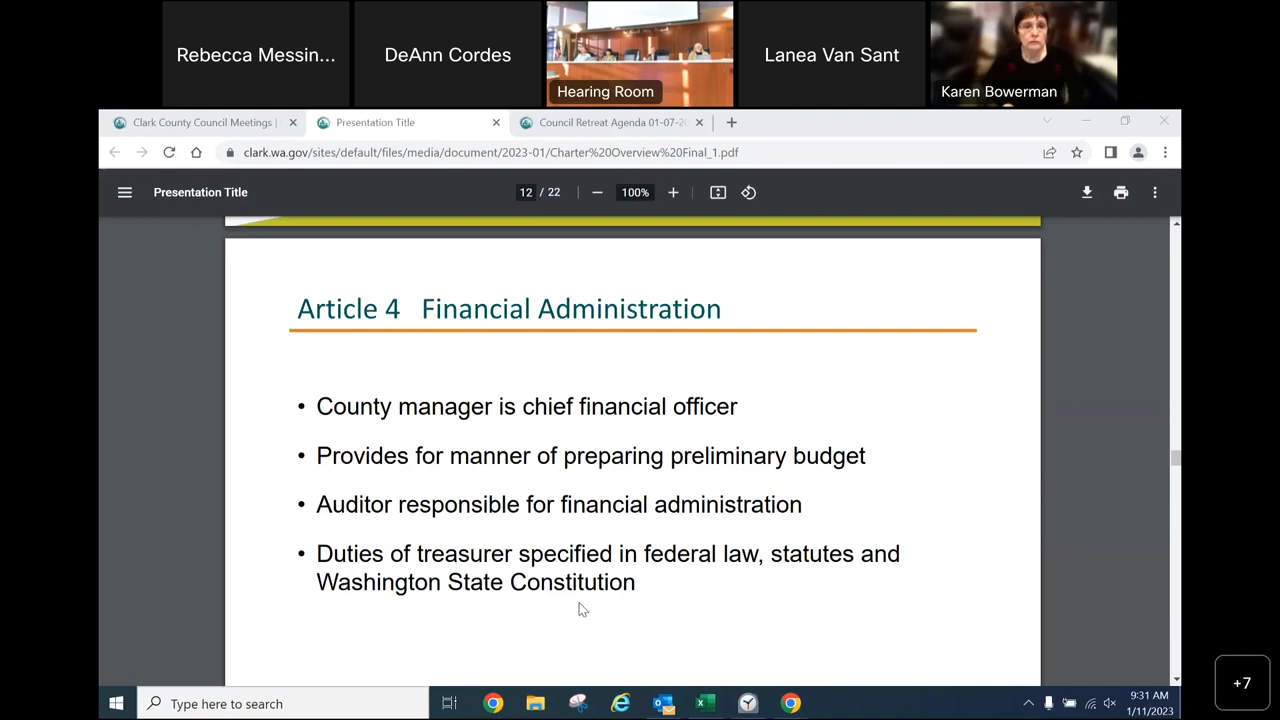 Rebecca Messin...
DeAnn Cordes
Hearing Room
Lanea Van Sant
Karen Bowerman
Clark County Council Meetings |
Presentation Title
Council Retreat Agenda 01-07-20
clark.wa.gov/sites/default/files/media/document/2023-01/Charter%20Overview%20Final_1.pdf
Presentation Title
12 / 22
100%
Article 4 Financial Administration
• County manager is chief financial officer
• Provides for manner of preparing preliminary budget
• Auditor responsible for financial administration
• Duties of treasurer specified in federal law, statutes and
Washington State Constitution
+7
Type here to search
9:31 AM
1/11/2023